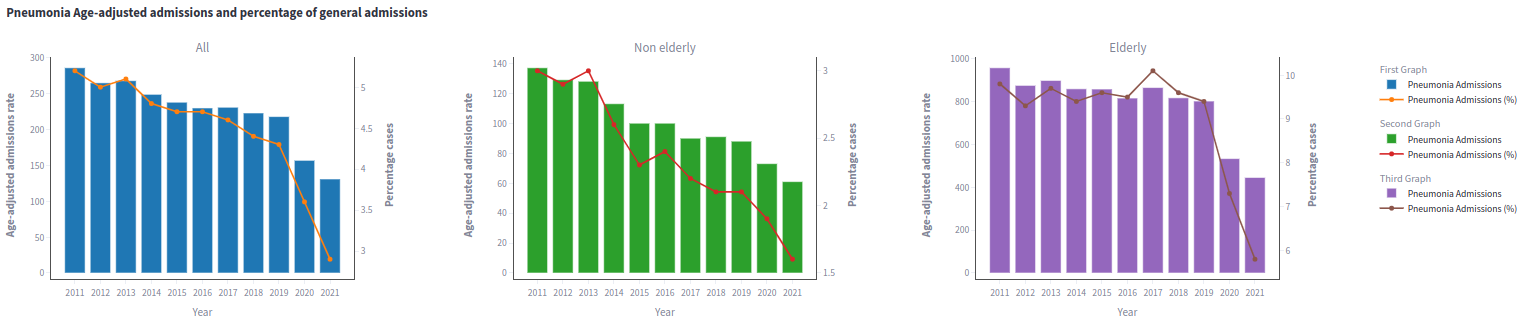 Pneumonia Age-adjusted admissions and percentage of general admissions
All
Age-adjusted admissions rate
300
250
200
150
100
50
0
5
4.5
4
3.5
3
Percentage cases
2011 2012 2013 2014 2015 2016 2017 2018 2019 2020 2021
Year
Non elderly
Age-adjusted admissions rate
140
120
100
80
60
40
20
0
3
2.5
2
1.5
Percentage cases
2011 2012 2013 2014 2015 2016 2017 2018 2019 2020 2021
Year
Elderly
Age-adjusted admissions rate
1000
800
600
400
200
0
10
9
8
7
6
Percentage cases
2011 2012 2013 2014 2015 2016 2017 2018 2019 2020 2021
Year
First Graph
Pneumonia Admissions
Pneumonia Admissions (%)
Second Graph
Pneumonia Admissions
Pneumonia Admissions (%)
Third Graph
Pneumonia Admissions
Pneumonia Admissions (%)